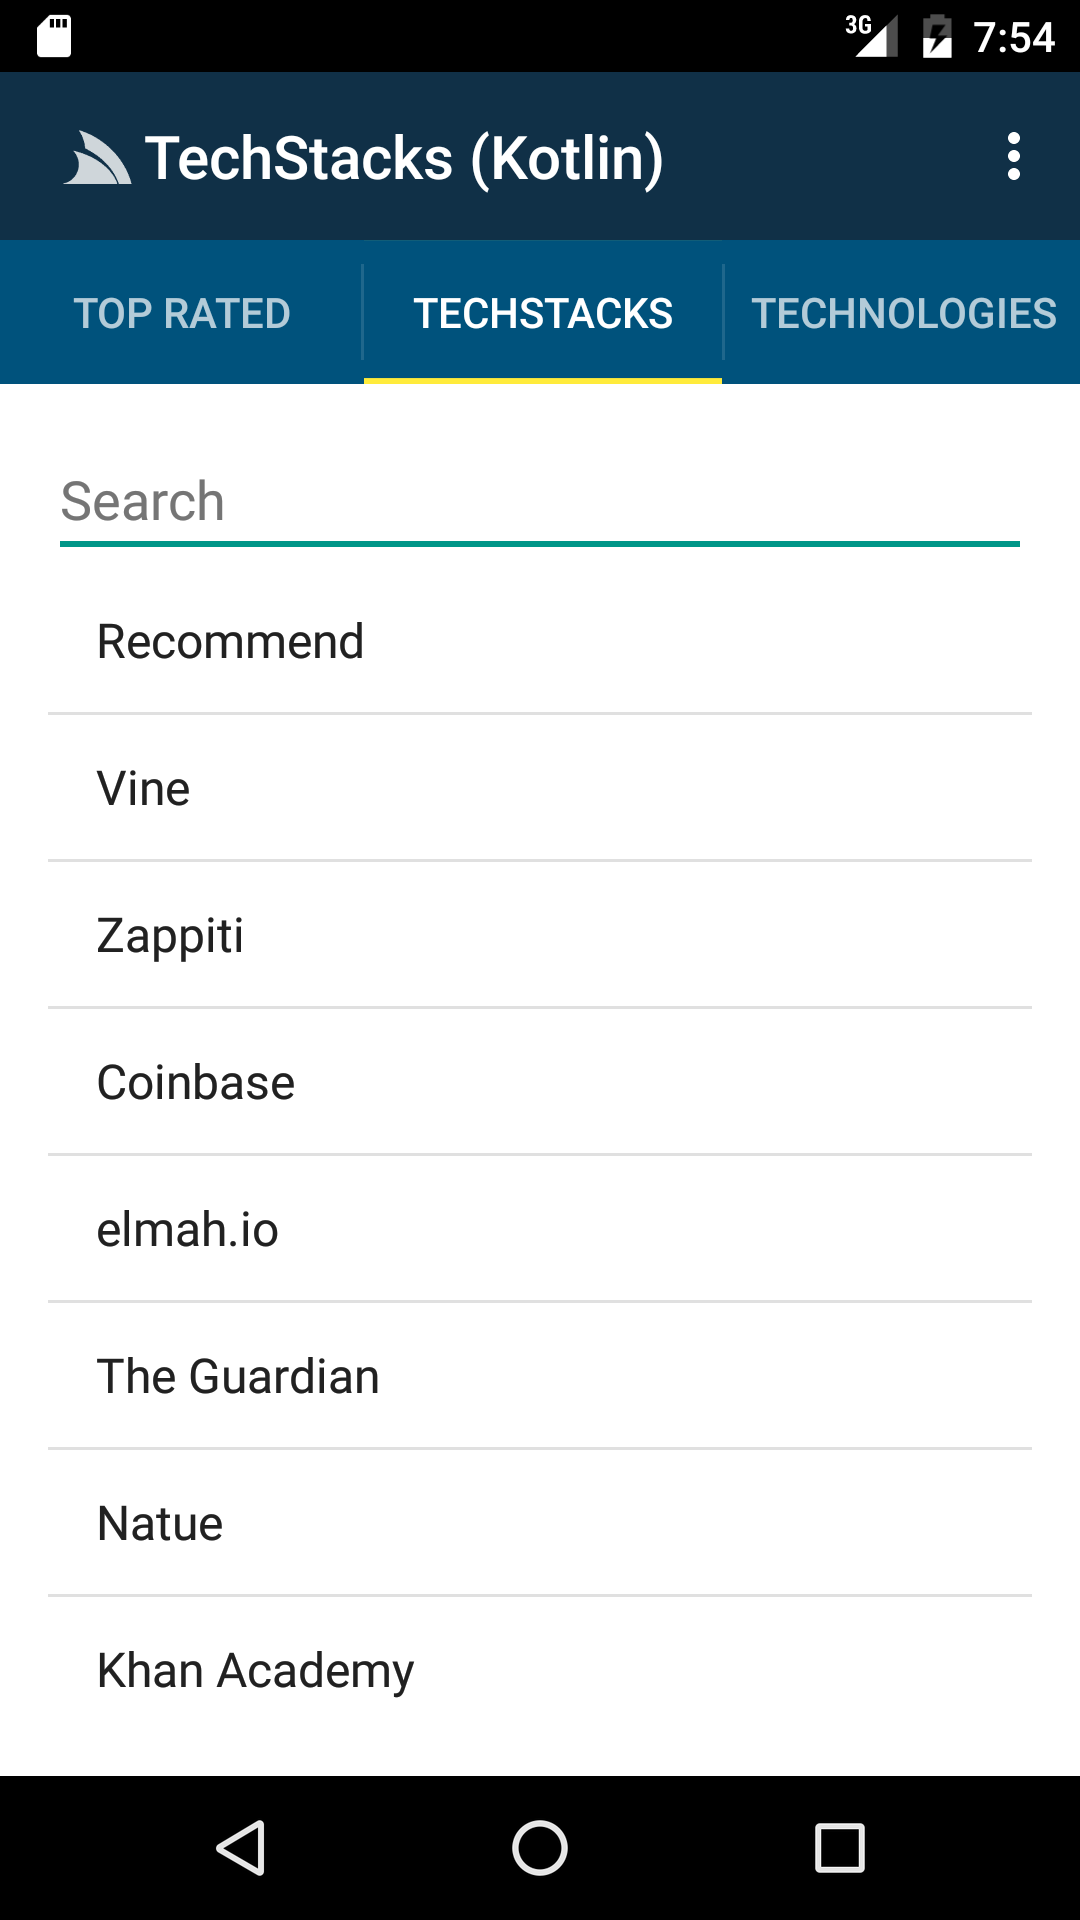 3G 7:54
TechStacks (Kotlin)
TOP RATED TECHSTACKS TECHNOLOGIES
Search
Recommend
Vine
Zappiti
Coinbase
elmah.io
The Guardian
Natue
Khan Academy